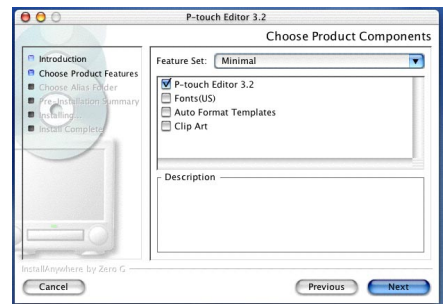 P-touch Editor 3.2
Choose Product Components
Introduction
Choose Product Features
Choose Alias Folder
Pre-Installation Summary
Installing...
Install Complete
Feature Set: Minimal
P-touch Editor 3.2
Fonts(US)
Auto Format Templates
Clip Art
Description
InstallAnywhere by Zero G
Cancel
Previous
Next